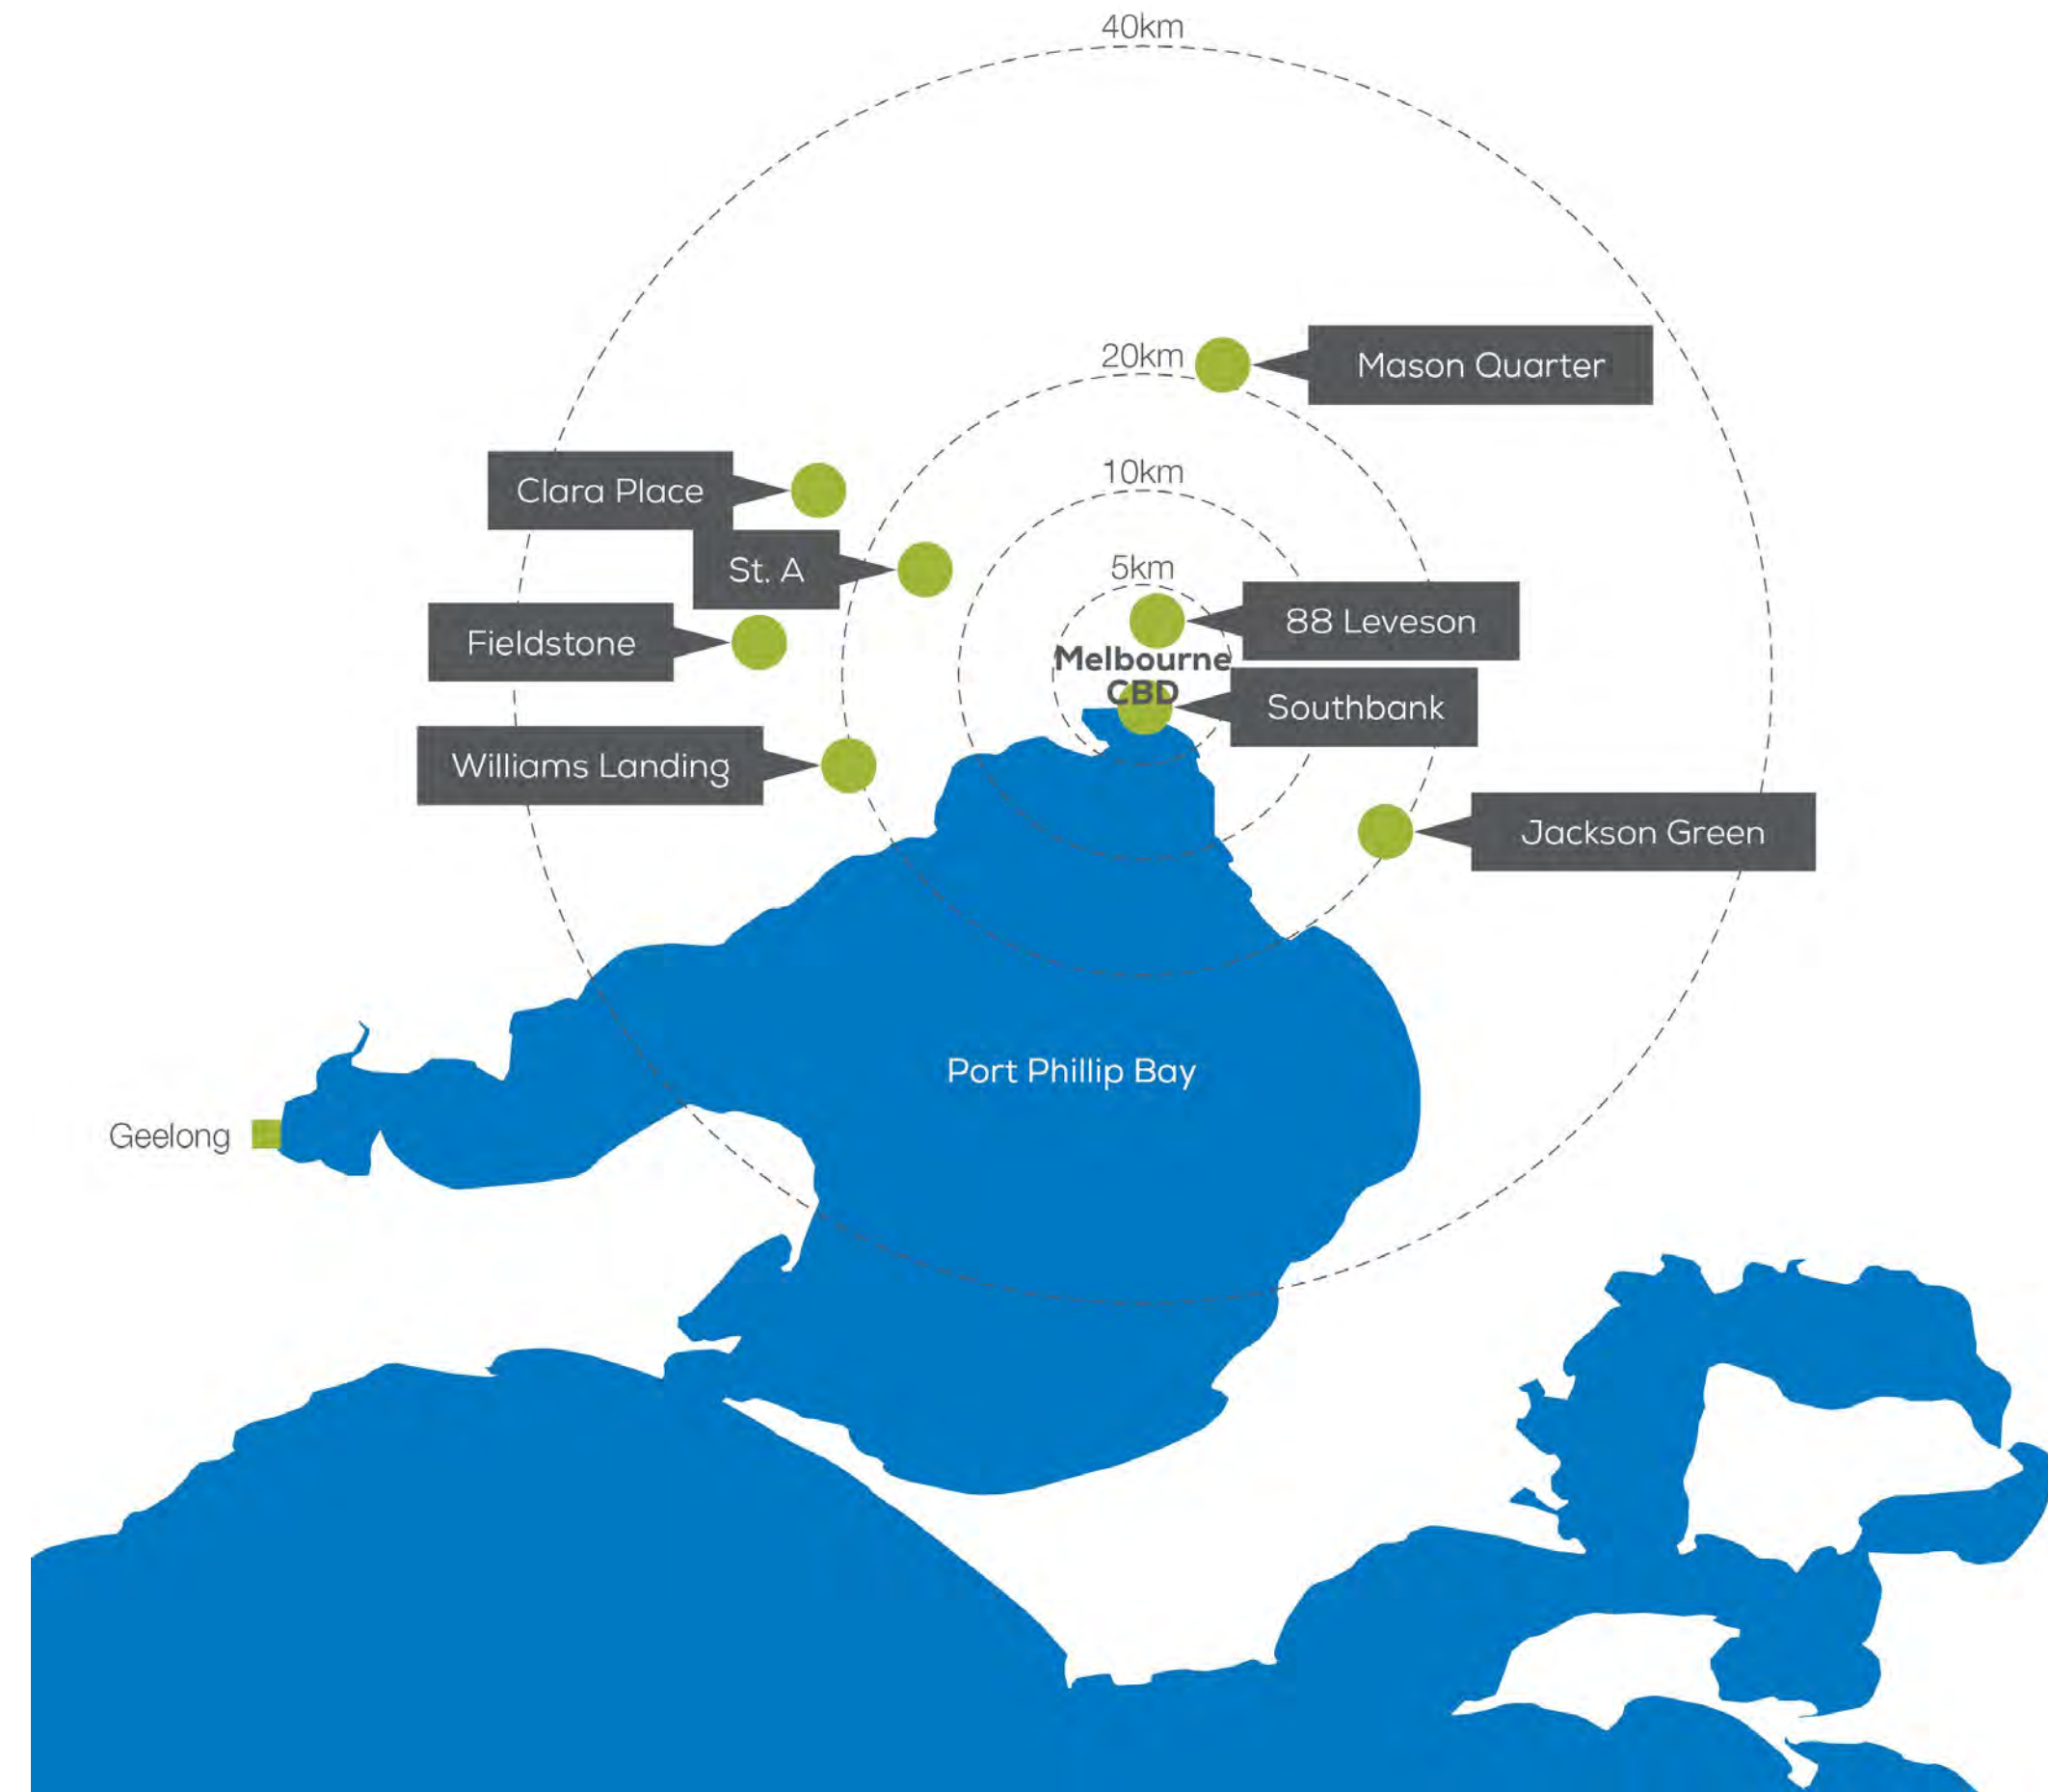 40km
20km
Mason Quarter
10km
Clara Place
5km
St. A
88 Leveson
Fieldstone
Melbourne
CBD
Southbank
Williams Landing
Jackson Green
Port Phillip Bay
Geelong